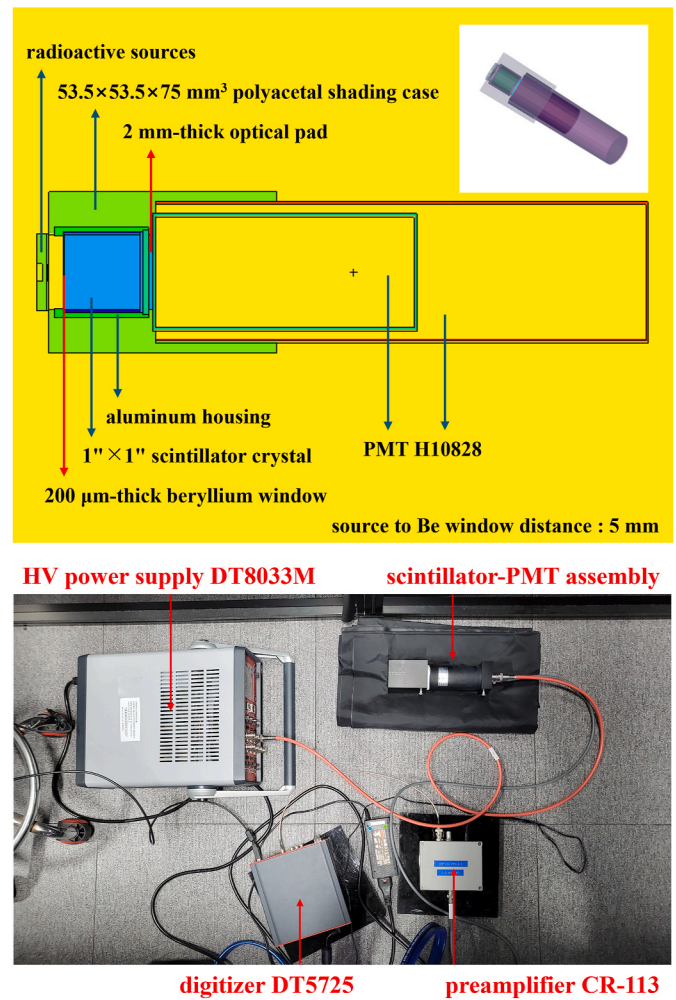 radioactive sources
53.5×53.5×75 mm³ polyacetal shading case
2 mm-thick optical pad
aluminum housing
1"×1" scintillator crystal
PMT H10828
200 μm-thick beryllium window
source to Be window distance : 5 mm
HV power supply DT8033M
scintillator-PMT assembly
digitizer DT5725
preamplifier CR-113